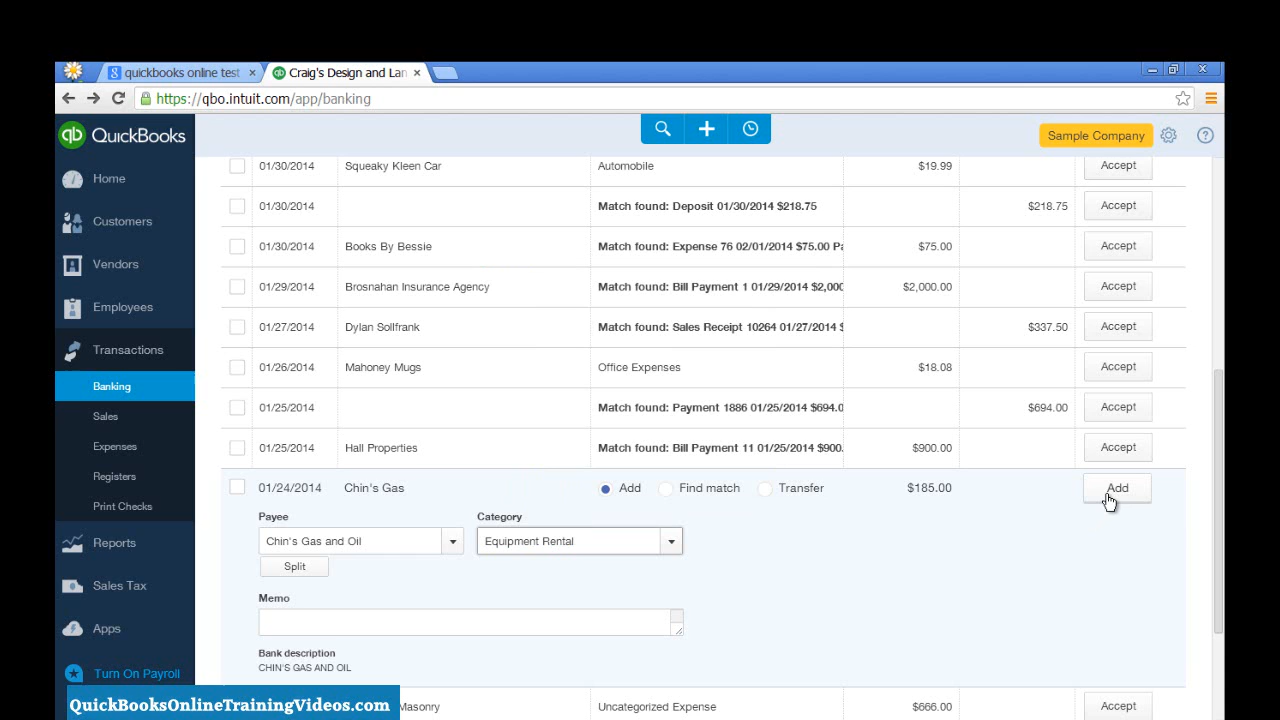 quickbooks online test ×
Craig's Design and Lan ×
https://qbo.intuit.com/app/banking
qb QuickBooks
Sample Company
?
Home
Customers
Vendors
Employees
Transactions
Banking
Sales
Expenses
Registers
Print Checks
Reports
Sales Tax
Apps
Turn On Payroll
01/30/2014 Squeaky Kleen Car Automobile $19.99 Accept
01/30/2014 Match found: Deposit 01/30/2014 $218.75 $218.75 Accept
01/30/2014 Books By Bessie Match found: Expense 76 02/01/2014 $75.00 Pa $75.00 Accept
01/29/2014 Brosnahan Insurance Agency Match found: Bill Payment 1 01/29/2014 $2,000 $2,000.00 Accept
01/27/2014 Dylan Sollfrank Match found: Sales Receipt 10264 01/27/2014 $ $337.50 Accept
01/26/2014 Mahoney Mugs Office Expenses $18.08 Accept
01/25/2014 Match found: Payment 1886 01/25/2014 $694.0 $694.00 Accept
01/25/2014 Hall Properties Match found: Bill Payment 11 01/25/2014 $900. $900.00 Accept
01/24/2014 Chin's Gas Add Find match Transfer $185.00 Add
Payee Category
Chin's Gas and Oil Equipment Rental
Split
Memo
Bank description
CHIN'S GAS AND OIL
Masonry Uncategorized Expense $666.00 Accept
QuickBooksOnlineTrainingVideos.com